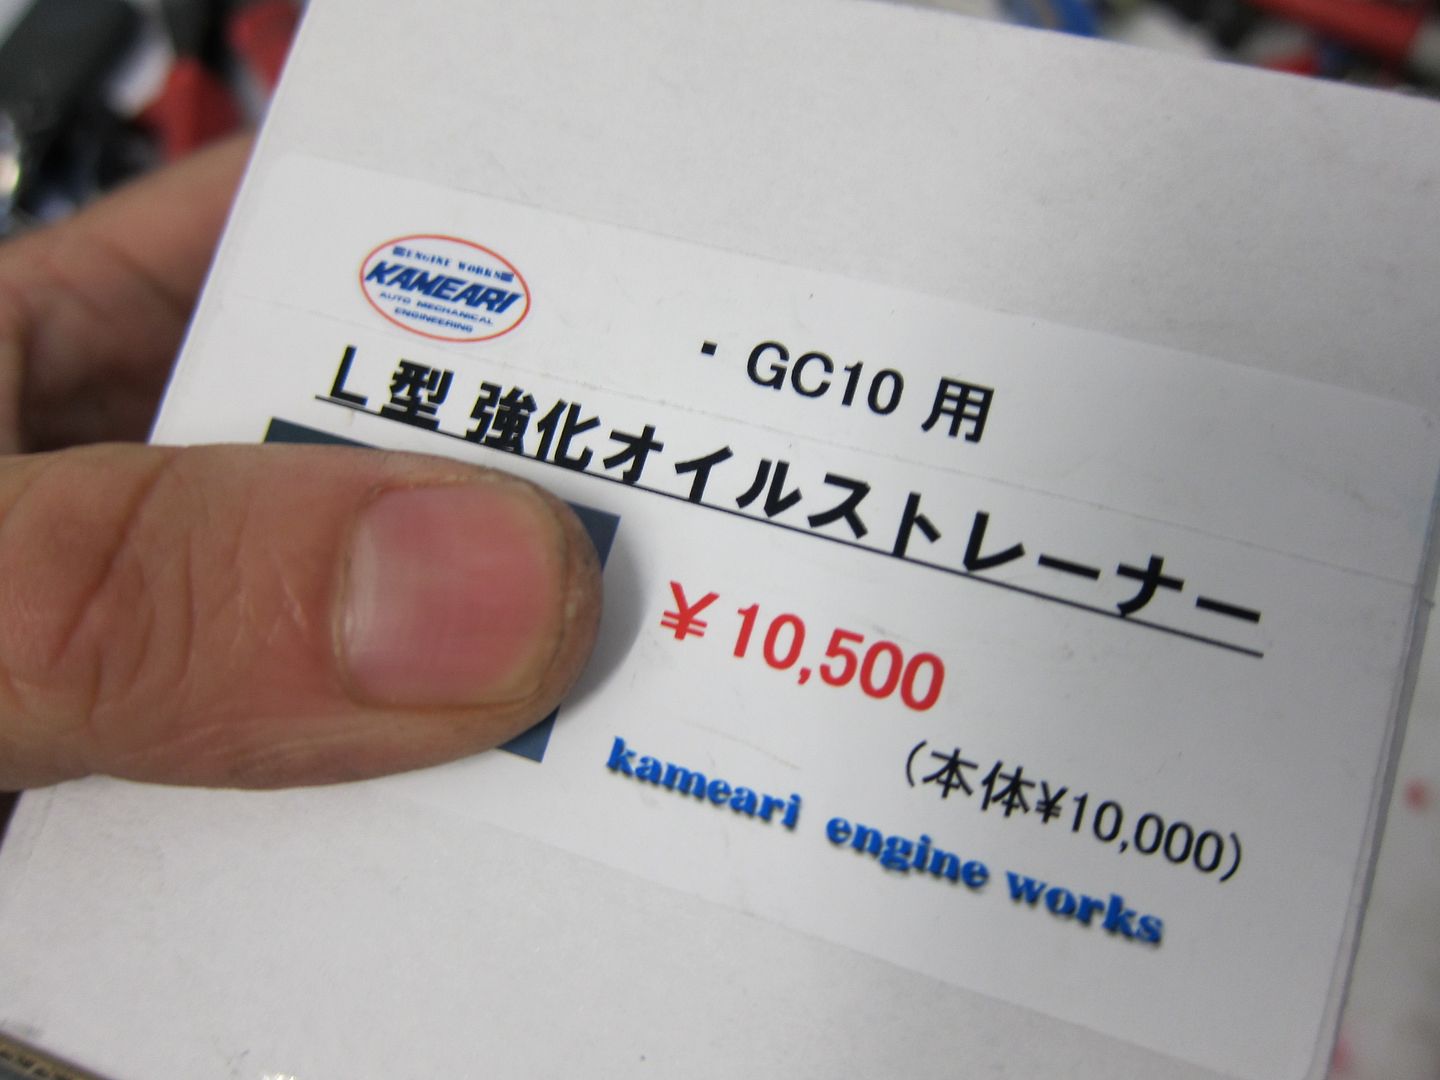 ENGINE WORKS
KAMEARI
AUTO MECHANICAL
ENGINEERING
・GC10 用
L型 強化オイルストレーナー
¥10,500
(本体¥10,000)
kameari engine works